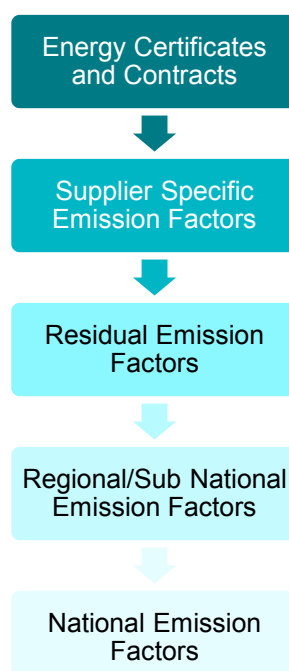 Energy Certificates
and Contracts
Supplier Specific
Emission Factors
Residual Emission
Factors
Regional/Sub National
Emission Factors
National Emission
Factors